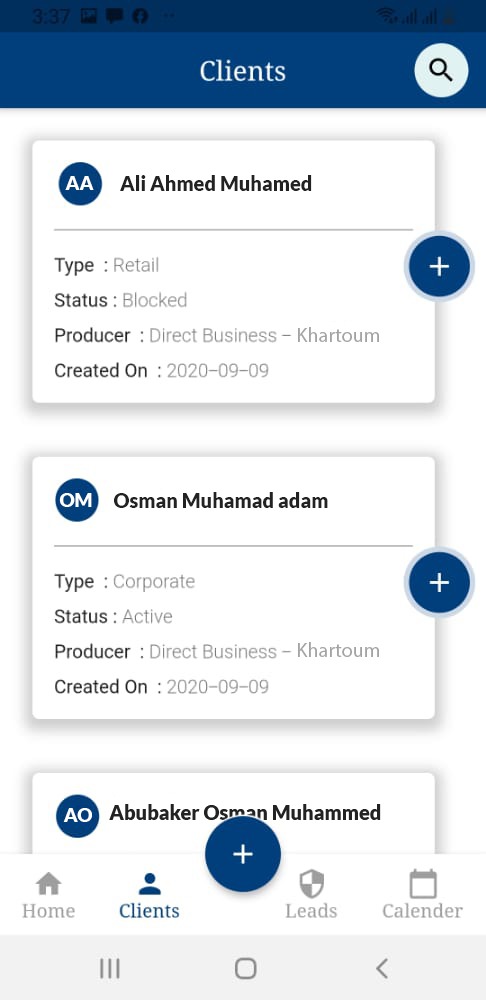 3:37
Clients
AA Ali Ahmed Muhamed
Type : Retail
Status : Blocked
Producer : Direct Business – Khartoum
Created On : 2020-09-09
OM Osman Muhamad adam
Type : Corporate
Status : Active
Producer : Direct Business – Khartoum
Created On : 2020-09-09
AO Abubaker Osman Muhammed
Home Clients Leads Calender